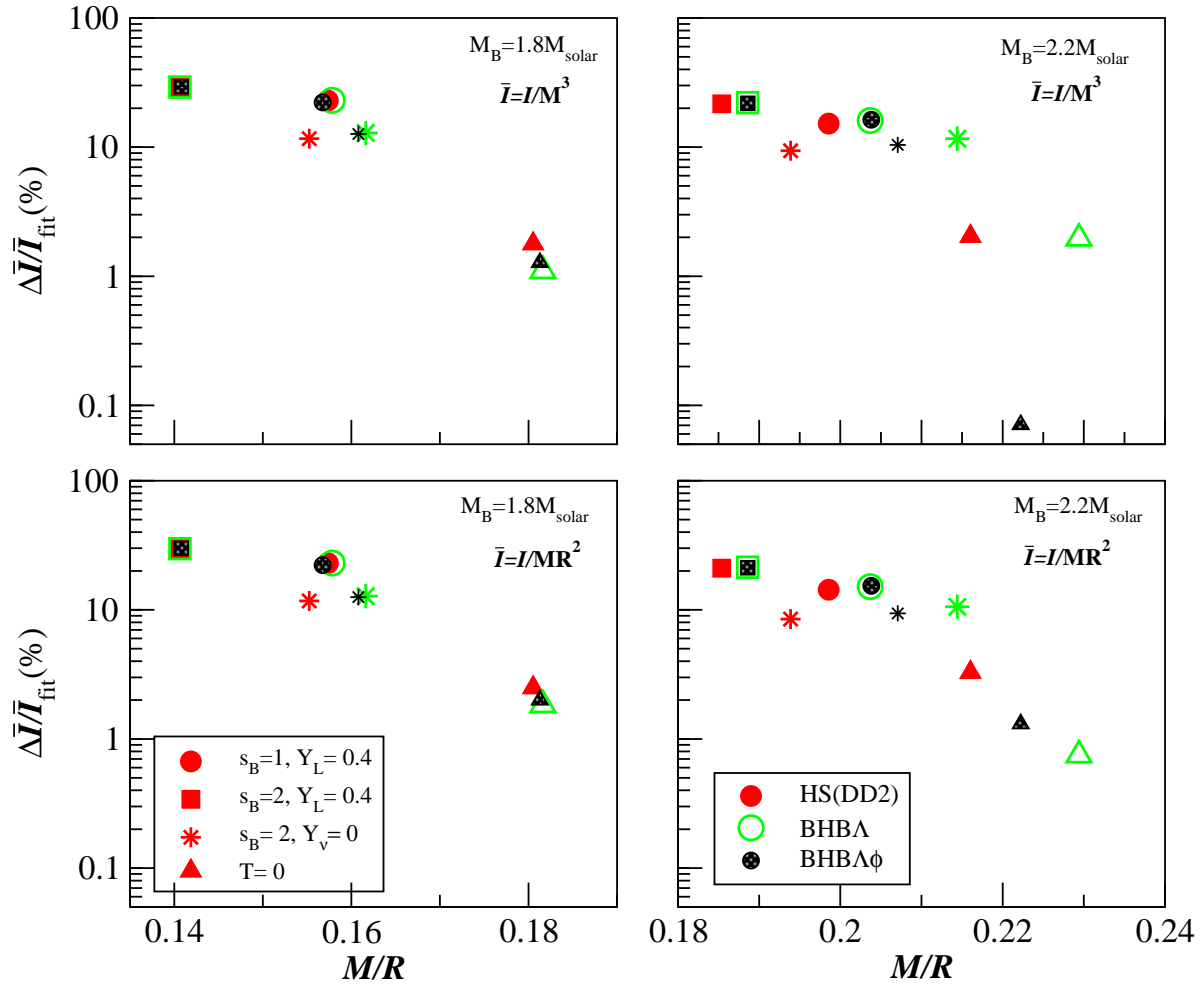 100
10
1
0.1
ΔĪ/Ī_fit(%)
M_B=1.8M_solar
Ī=I/M^3
M_B=2.2M_solar
Ī=I/M^3
100
10
1
0.1
ΔĪ/Ī_fit(%)
M_B=1.8M_solar
Ī=I/MR^2
s_B=1, Y_L= 0.4
s_B=2, Y_L= 0.4
s_B= 2, Y_ν= 0
T= 0
M_B=2.2M_solar
Ī=I/MR^2
HS(DD2)
BHBΛ
BHBΛϕ
0.14 0.16 0.18
0.18 0.2 0.22 0.24
M/R
M/R